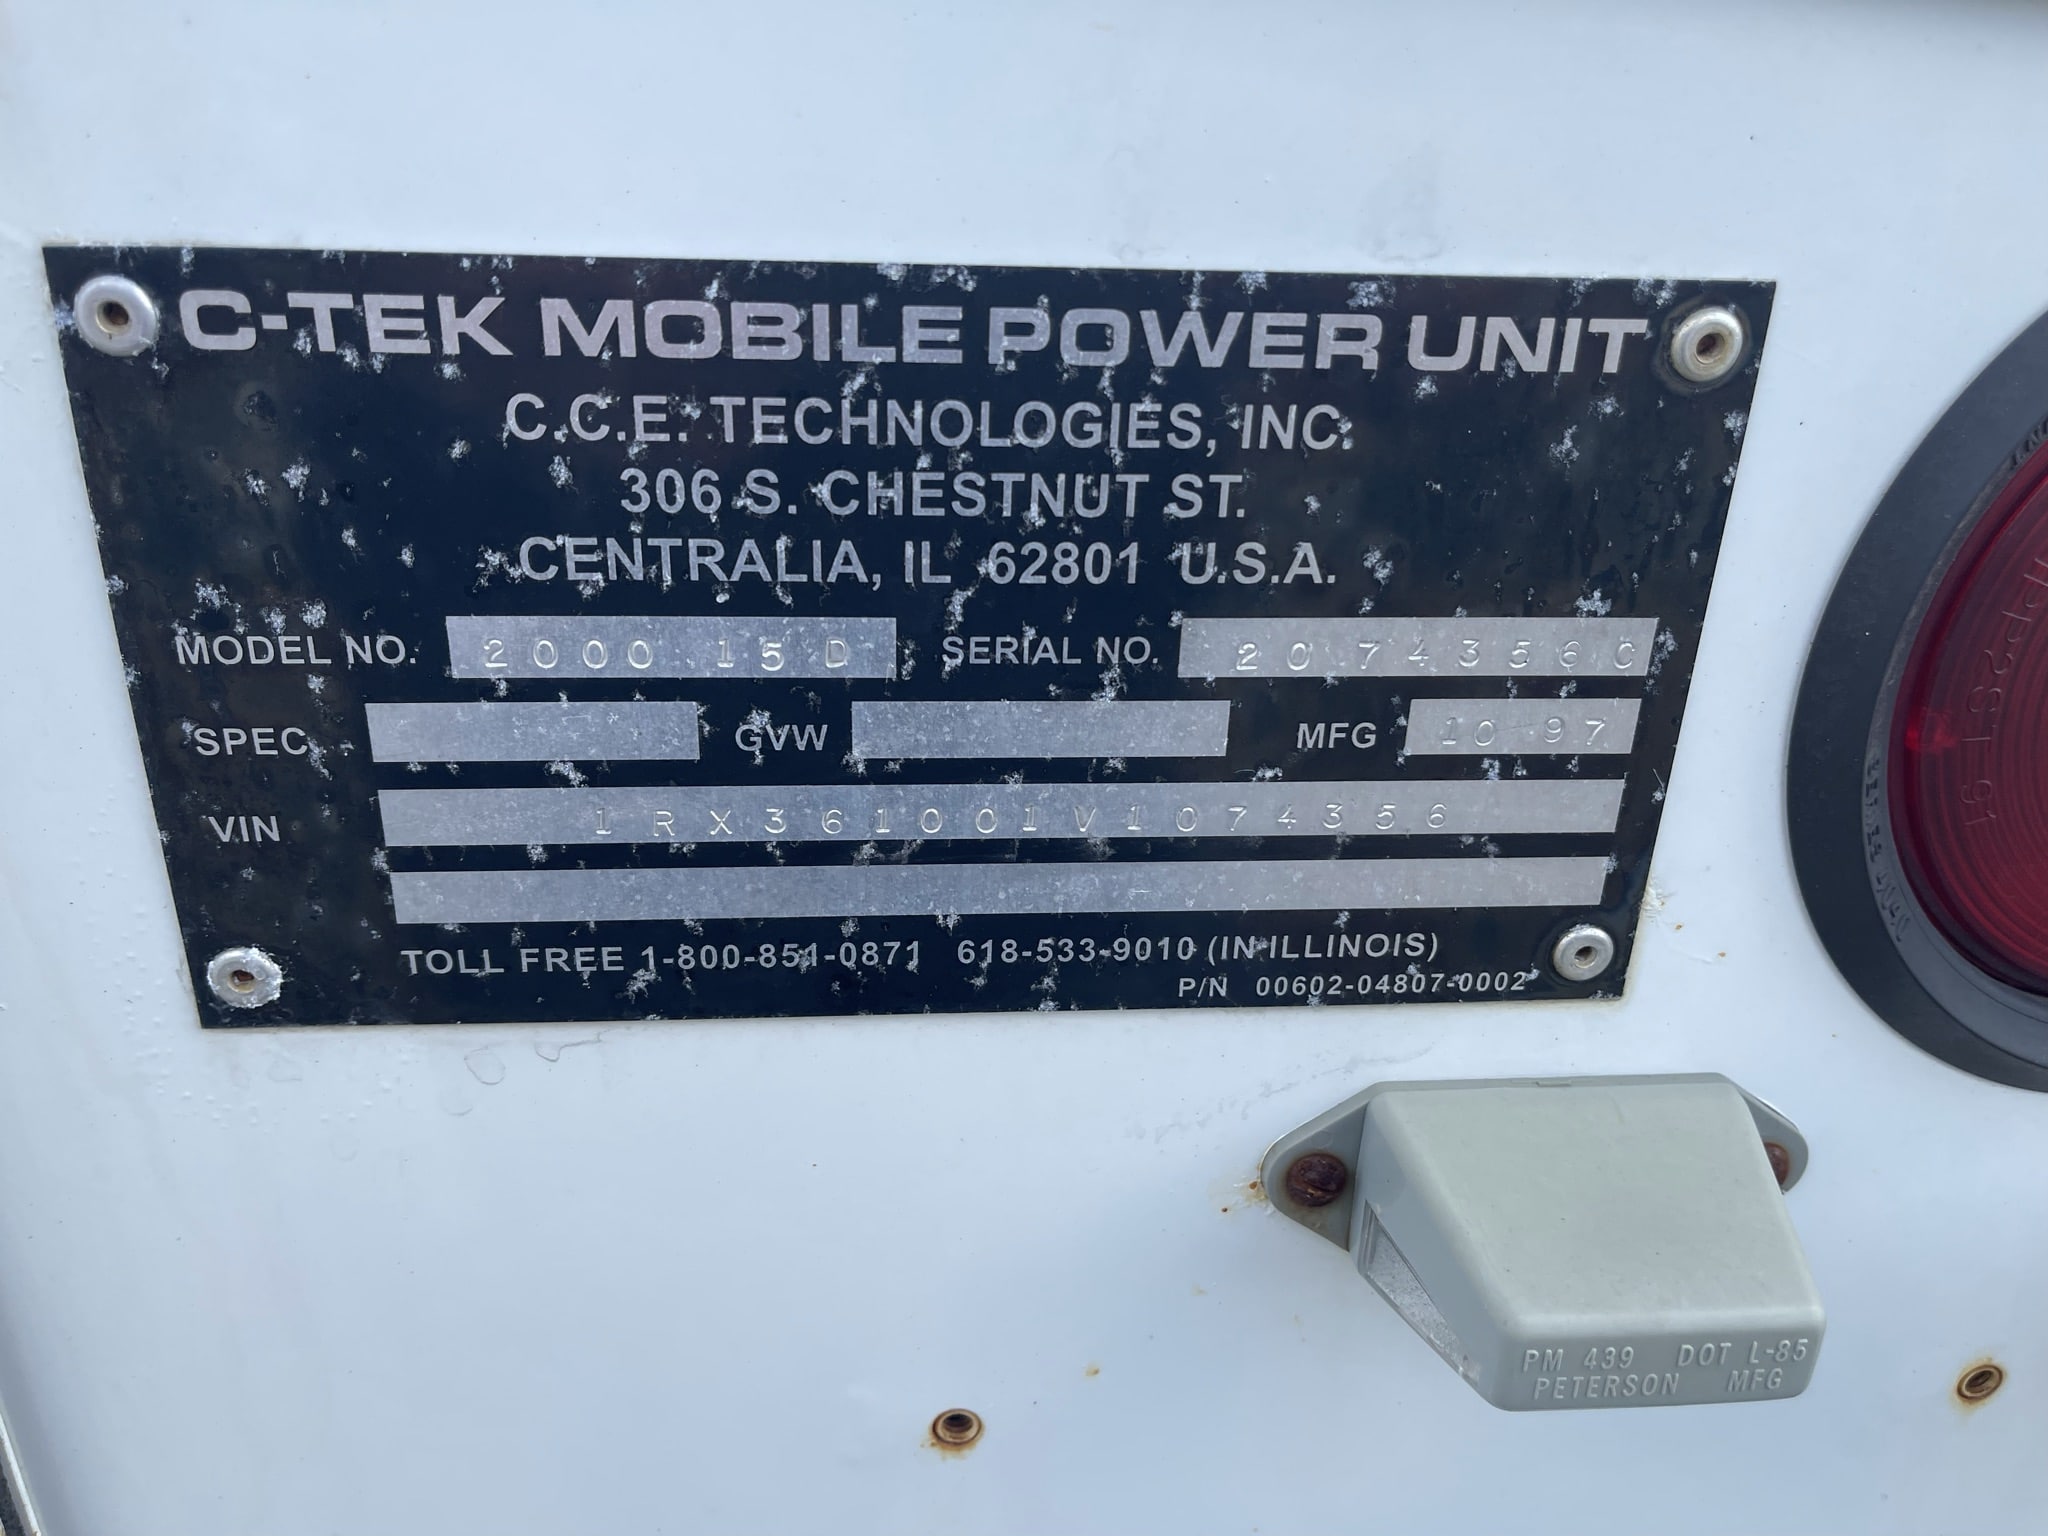 C-TEK MOBILE POWER UNIT
C.C.E. TECHNOLOGIES, INC.
306 S. CHESTNUT ST.
CENTRALIA, IL 62801 U.S.A.
MODEL NO. 2000 15D SERIAL NO. 20743560
SPEC. GVW MFG 10 97
VIN 1RX361001V1074356
TOLL FREE 1-800-851-0871 618-533-9010 (IN ILLINOIS)
P/N 00602-04807-0002
PM 439 DOT L-85
PETERSON MFG